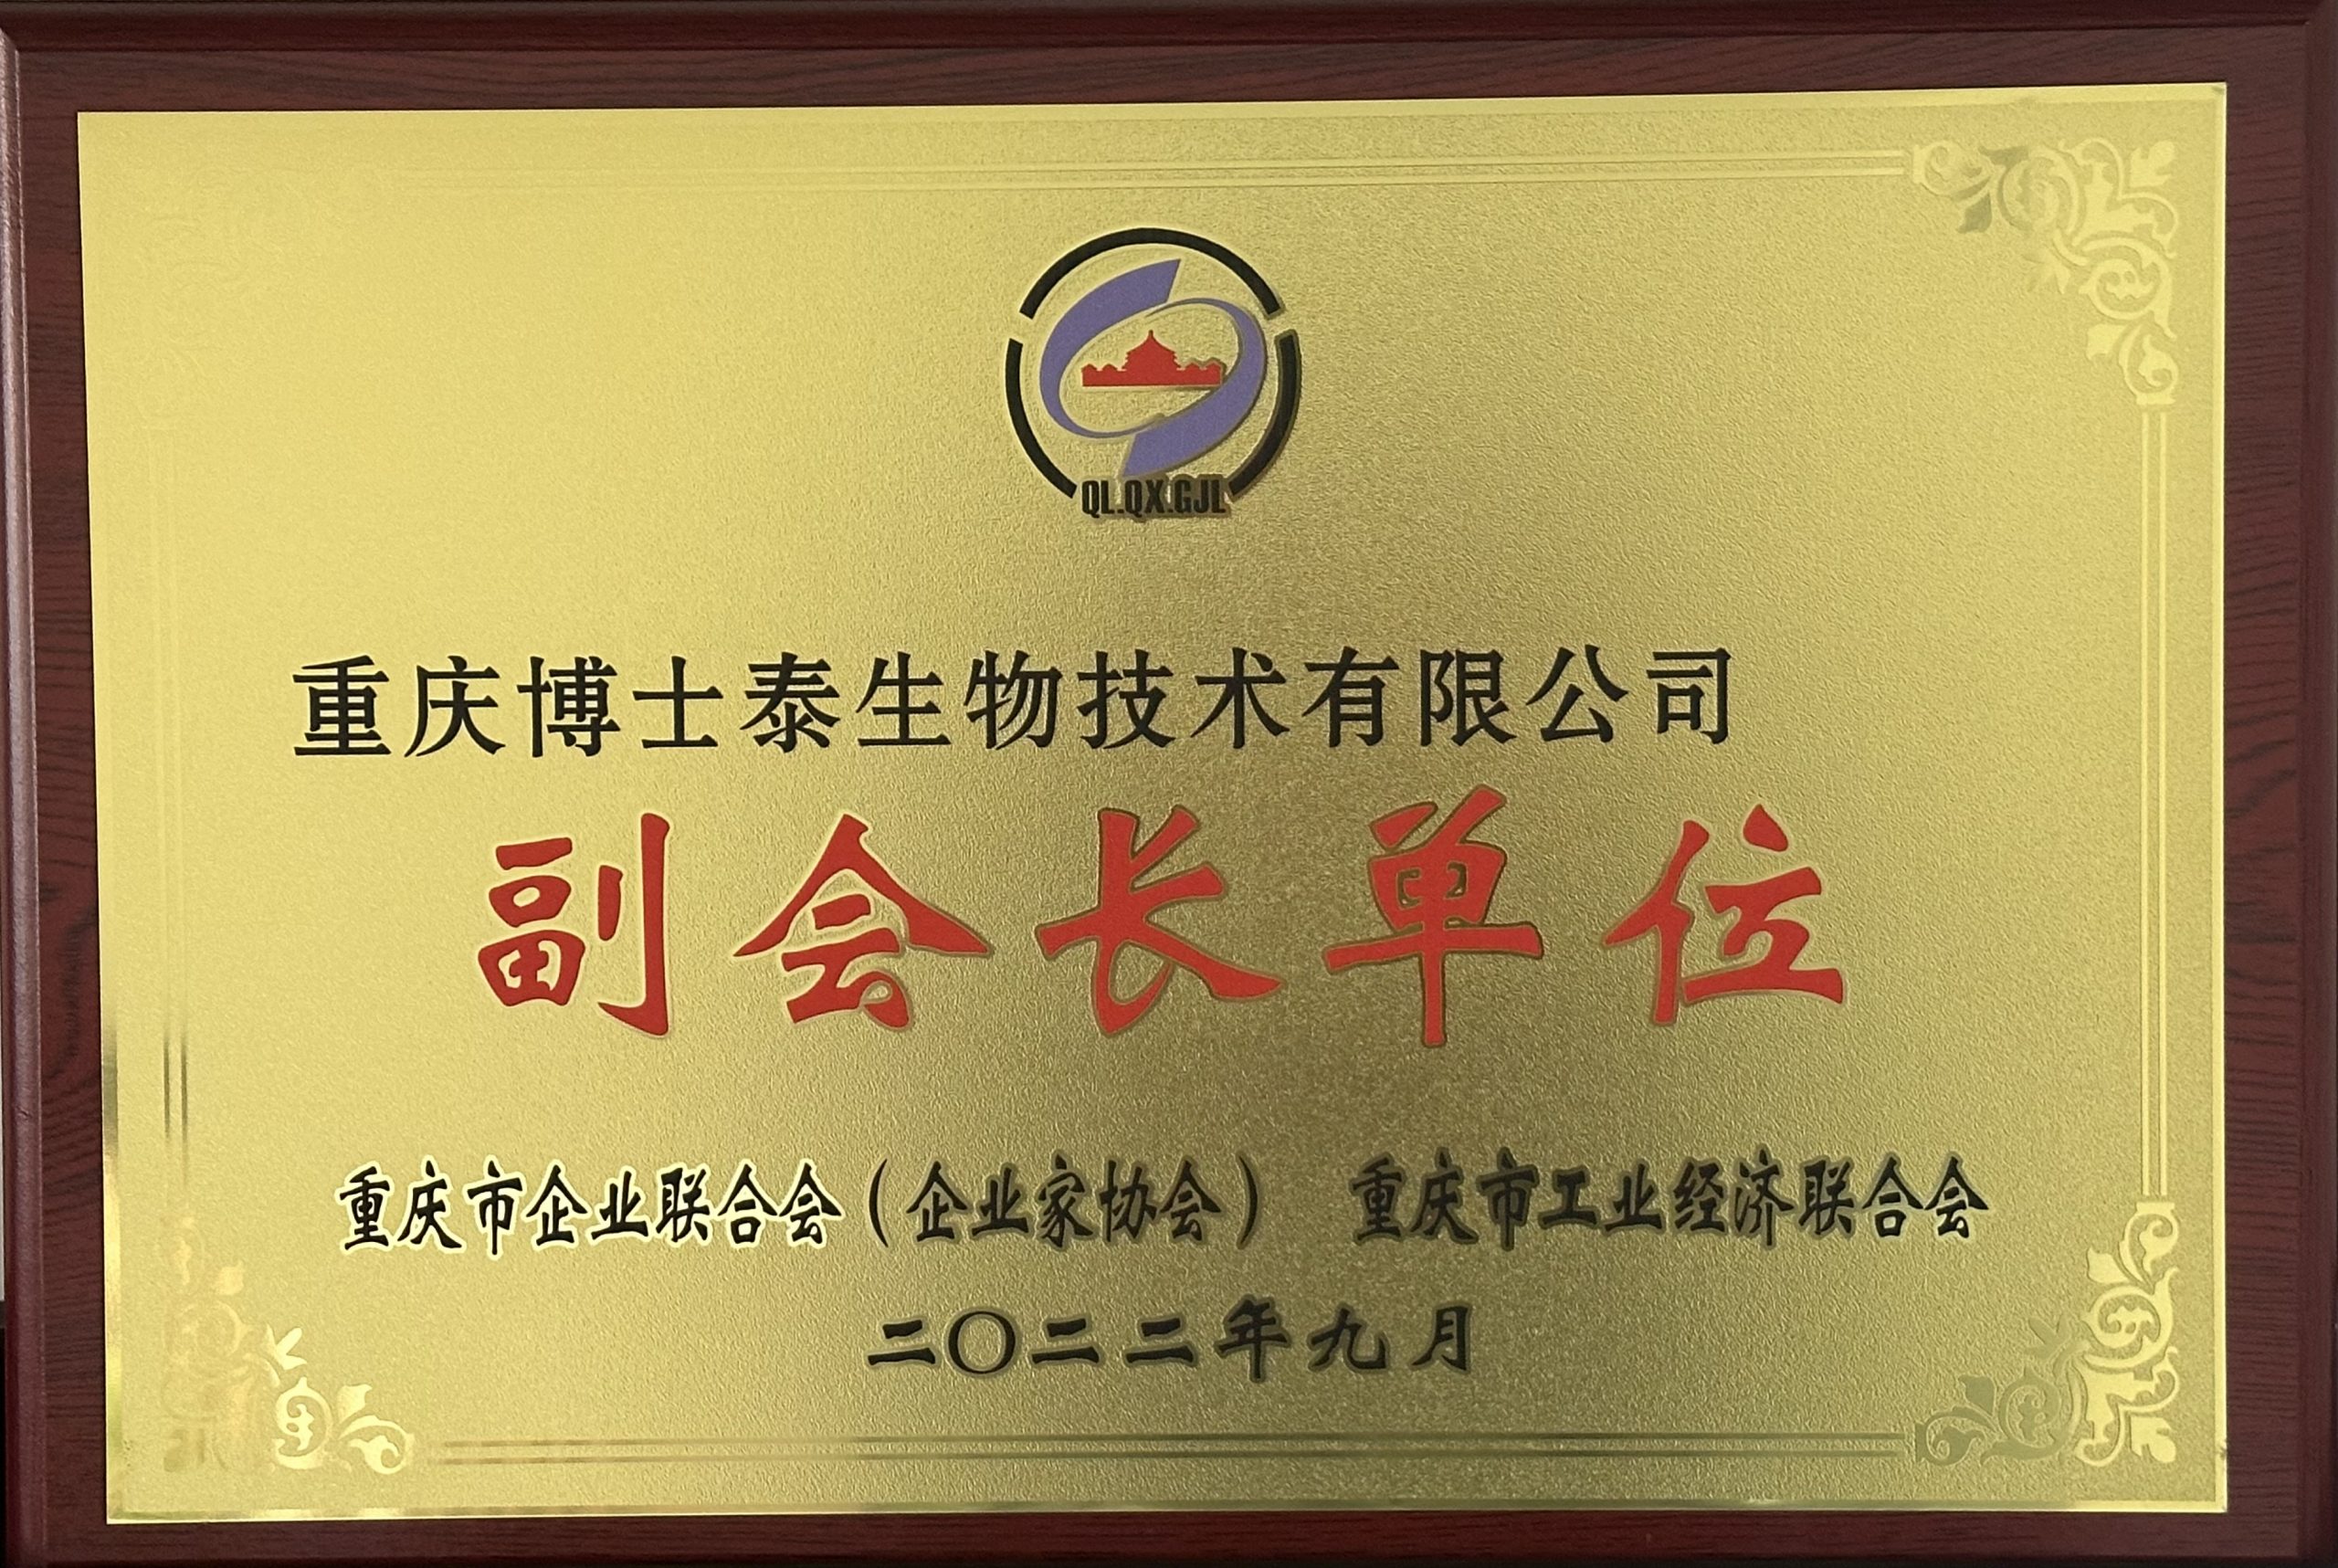 QL.QX.GJL
重庆博士泰生物技术有限公司
副会长单位
重庆市企业联合会（企业家协会） 重庆市工业经济联合会
二〇二二年九月